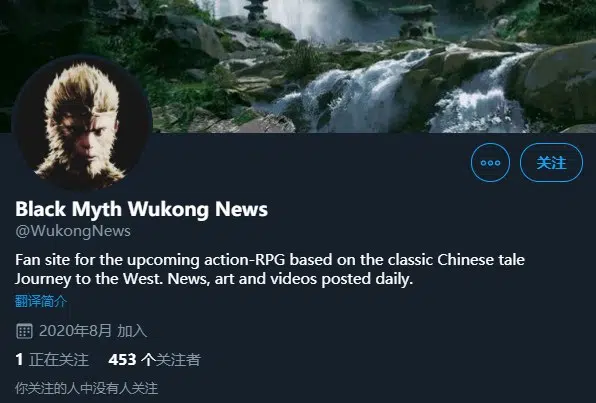 关注
Black Myth Wukong News
@WukongNews
Fan site for the upcoming action-RPG based on the classic Chinese tale
Journey to the West. News, art and videos posted daily.
翻译简介
2020年8月 加入
1 正在关注 453 个关注者
你关注的人中没有人关注